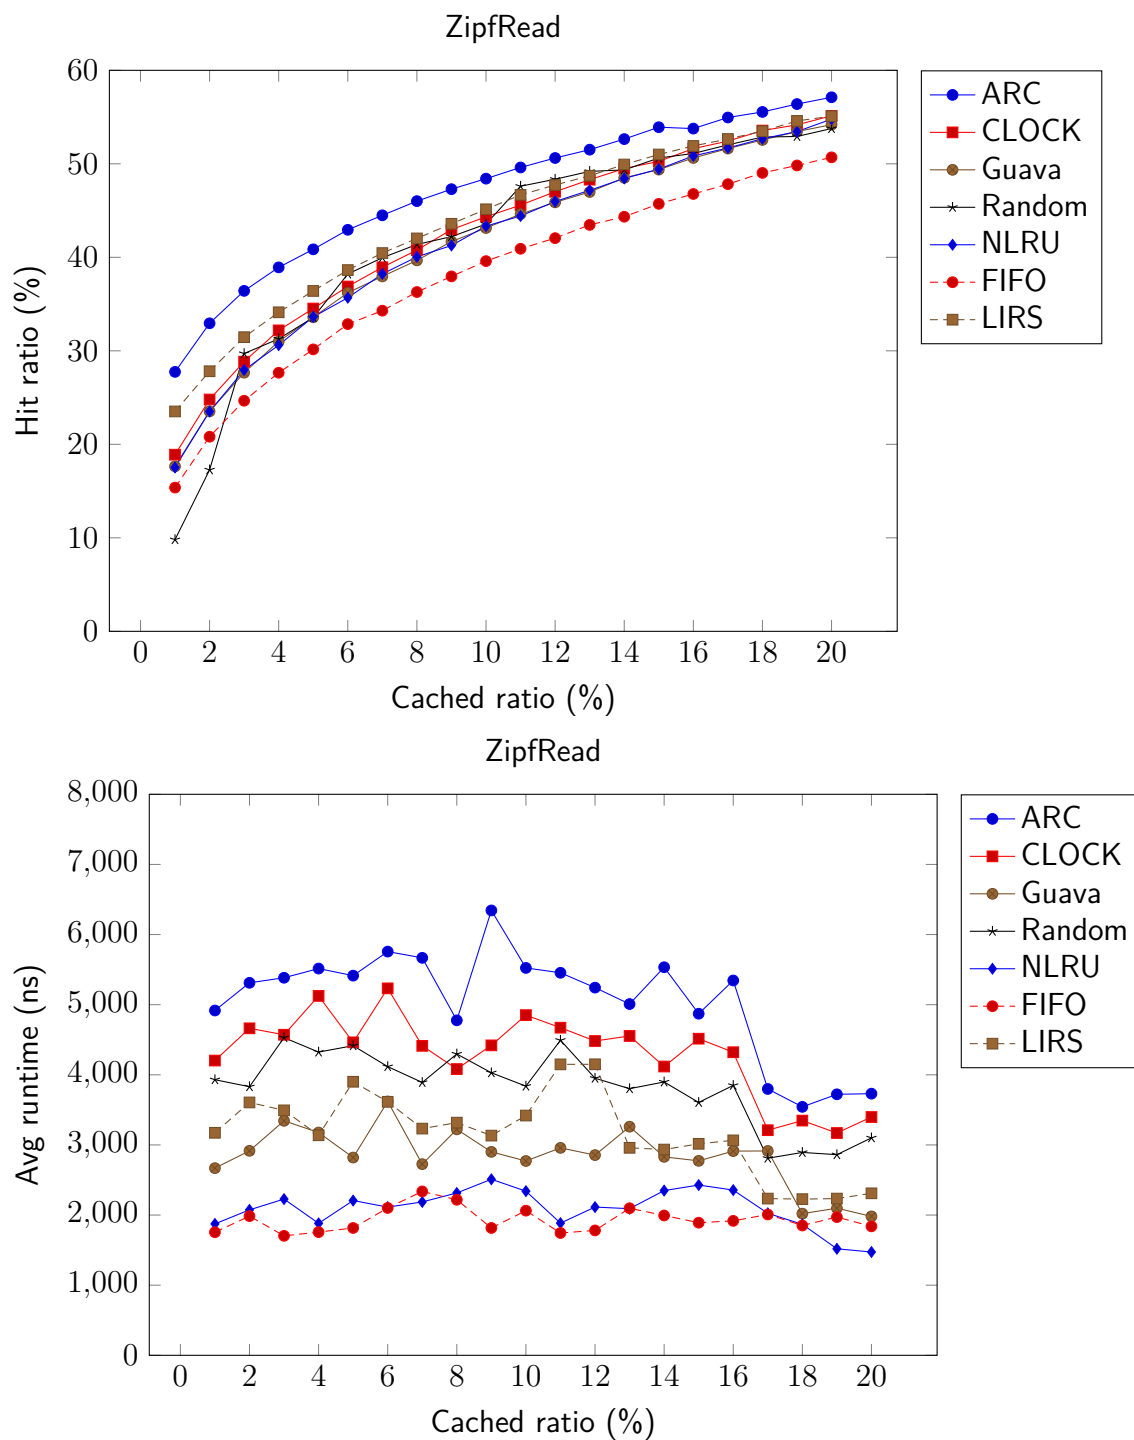 ZipfRead
60
50
40
30
20
10
0
Hit ratio (%)
0 2 4 6 8 10 12 14 16 18 20
Cached ratio (%)
ARC
CLOCK
Guava
Random
NLRU
FIFO
LIRS
ZipfRead
8,000
7,000
6,000
5,000
4,000
3,000
2,000
1,000
0
Avg runtime (ns)
0 2 4 6 8 10 12 14 16 18 20
Cached ratio (%)
ARC
CLOCK
Guava
Random
NLRU
FIFO
LIRS